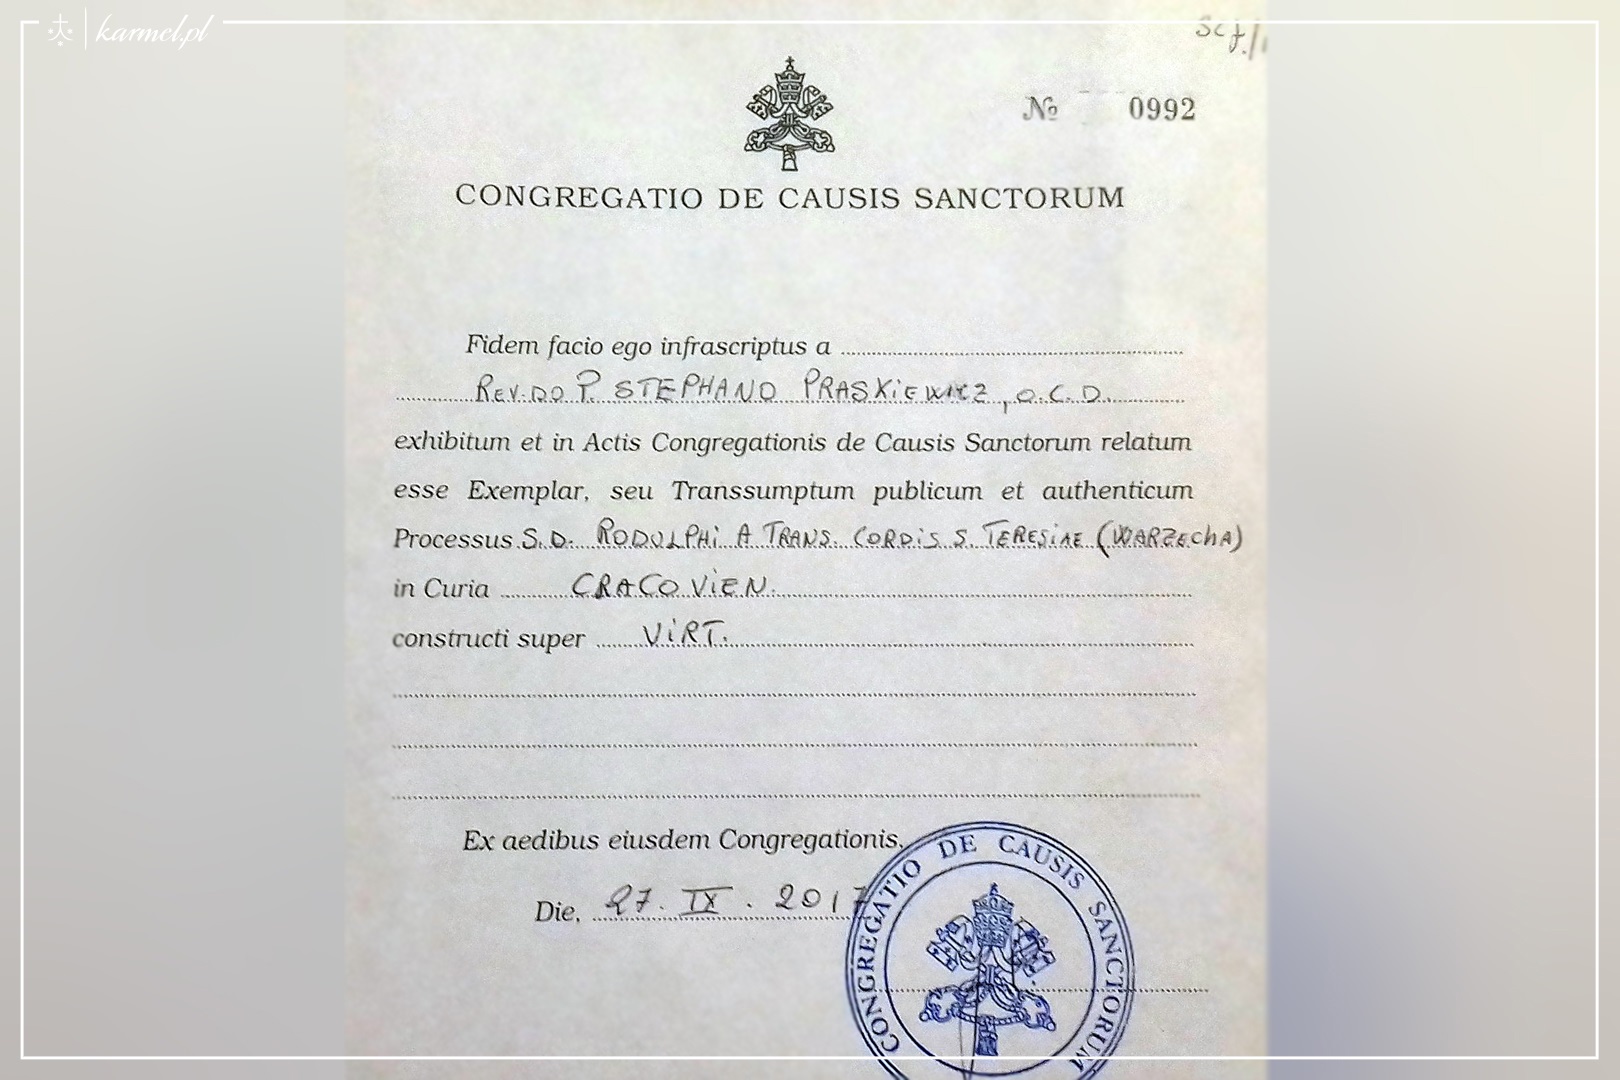 karmel.pl
№ 0992
CONGREGATIO DE CAUSIS SANCTORUM
Fidem facio ego infrascriptus a
REV.DO P. STEPHANO PRASKIEWICZ, O.C.D.
exhibitum et in Actis Congregationis de Causis Sanctorum relatum
esse Exemplar, seu Transsumptum publicum et authenticum
Processus S.D. RODOLPHI A TRANS. CORDIS S. TERESIAE (WARZECHA)
in Curia CRACOVIEN.
constructi super VIRT.
Ex aedibus eiusdem Congregationis,
Die, 27. IX. 2017
CONGREGATIO DE CAUSIS SANCTORUM